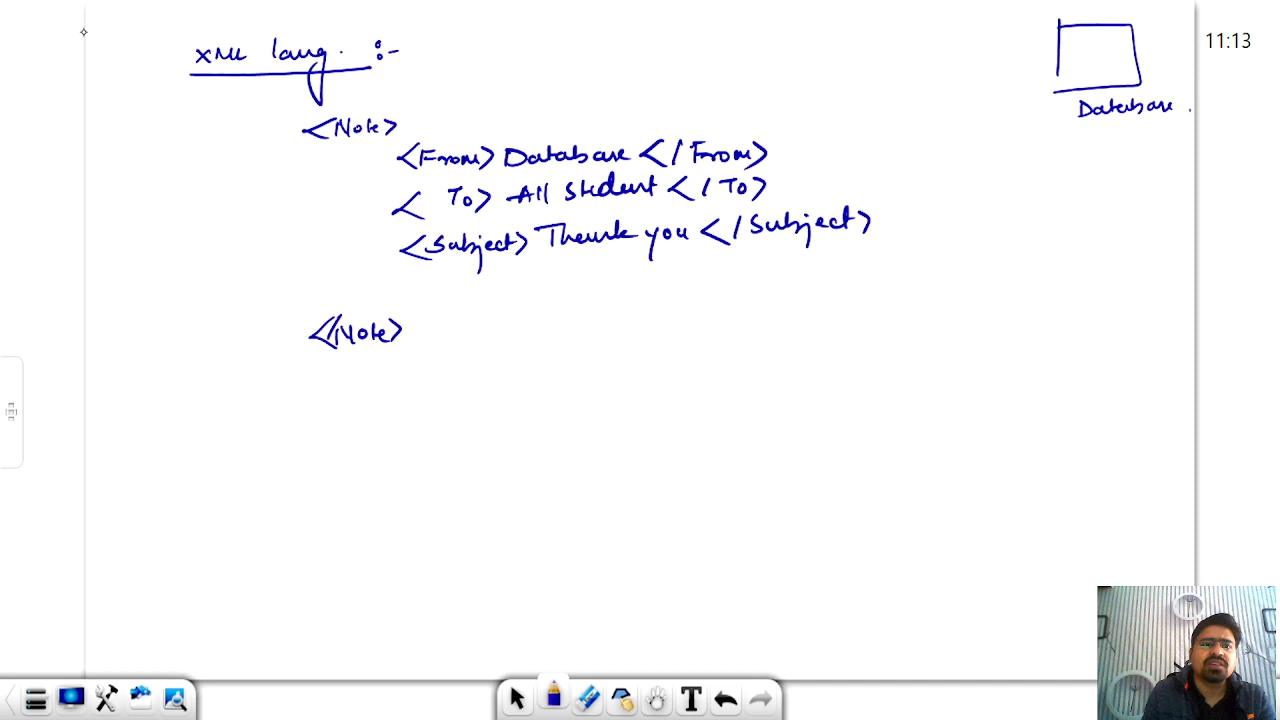 XML lang. :-
<Note>
<From> Database </From>
< To> All Student </To>
<Subject> Thank you </Subject>
</Note>
Database.
11:13
T